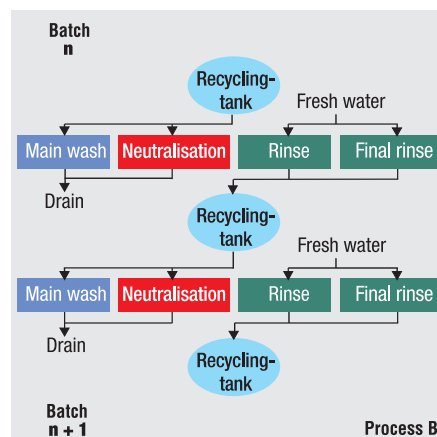 Batch
n
Recycling-
tank
Fresh water
Main wash
Neutralisation
Rinse
Final rinse
Drain
Recycling-
tank
Fresh water
Main wash
Neutralisation
Rinse
Final rinse
Drain
Recycling-
tank
Batch
n + 1
Process B